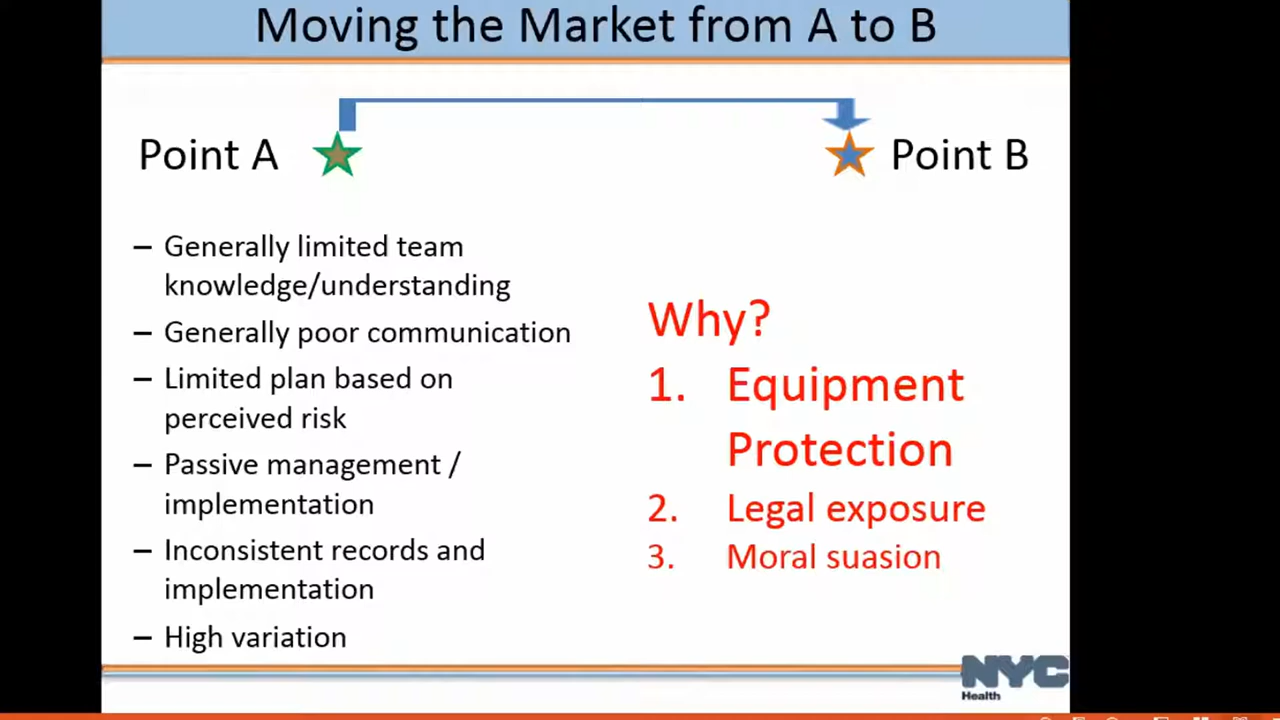 Moving the Market from A to B
Point A
Point B
– Generally limited team
knowledge/understanding
– Generally poor communication
– Limited plan based on
perceived risk
– Passive management /
implementation
– Inconsistent records and
implementation
– High variation
Why?
1. Equipment
Protection
2. Legal exposure
3. Moral suasion
NYC
Health